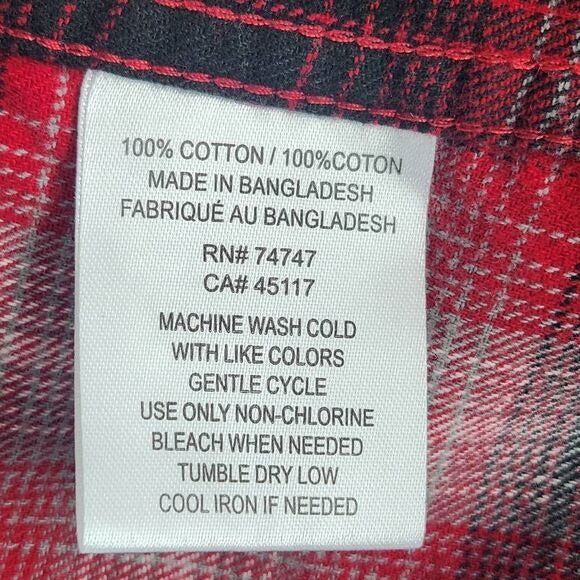 100% COTTON / 100%COTON
MADE IN BANGLADESH
FABRIQUÉ AU BANGLADESH
RN# 74747
CA# 45117
MACHINE WASH COLD
WITH LIKE COLORS
GENTLE CYCLE
USE ONLY NON-CHLORINE
BLEACH WHEN NEEDED
TUMBLE DRY LOW
COOL IRON IF NEEDED